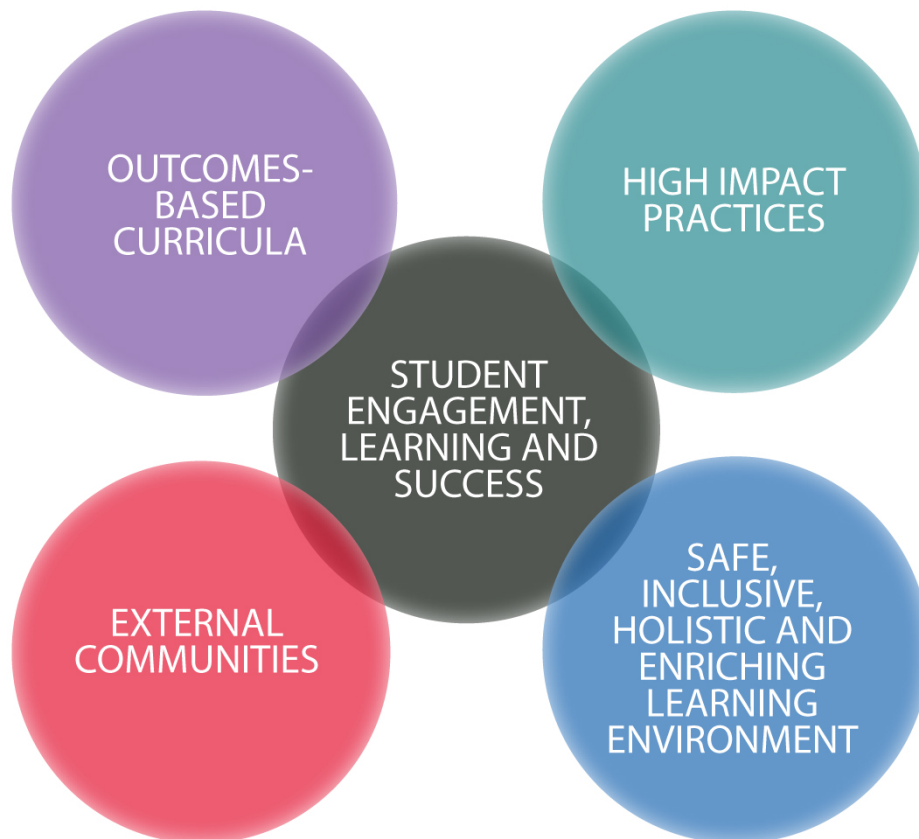 OUTCOMES-
BASED
CURRICULA
HIGH IMPACT
PRACTICES
STUDENT
ENGAGEMENT,
LEARNING AND
SUCCESS
EXTERNAL
COMMUNITIES
SAFE,
INCLUSIVE,
HOLISTIC AND
ENRICHING
LEARNING
ENVIRONMENT